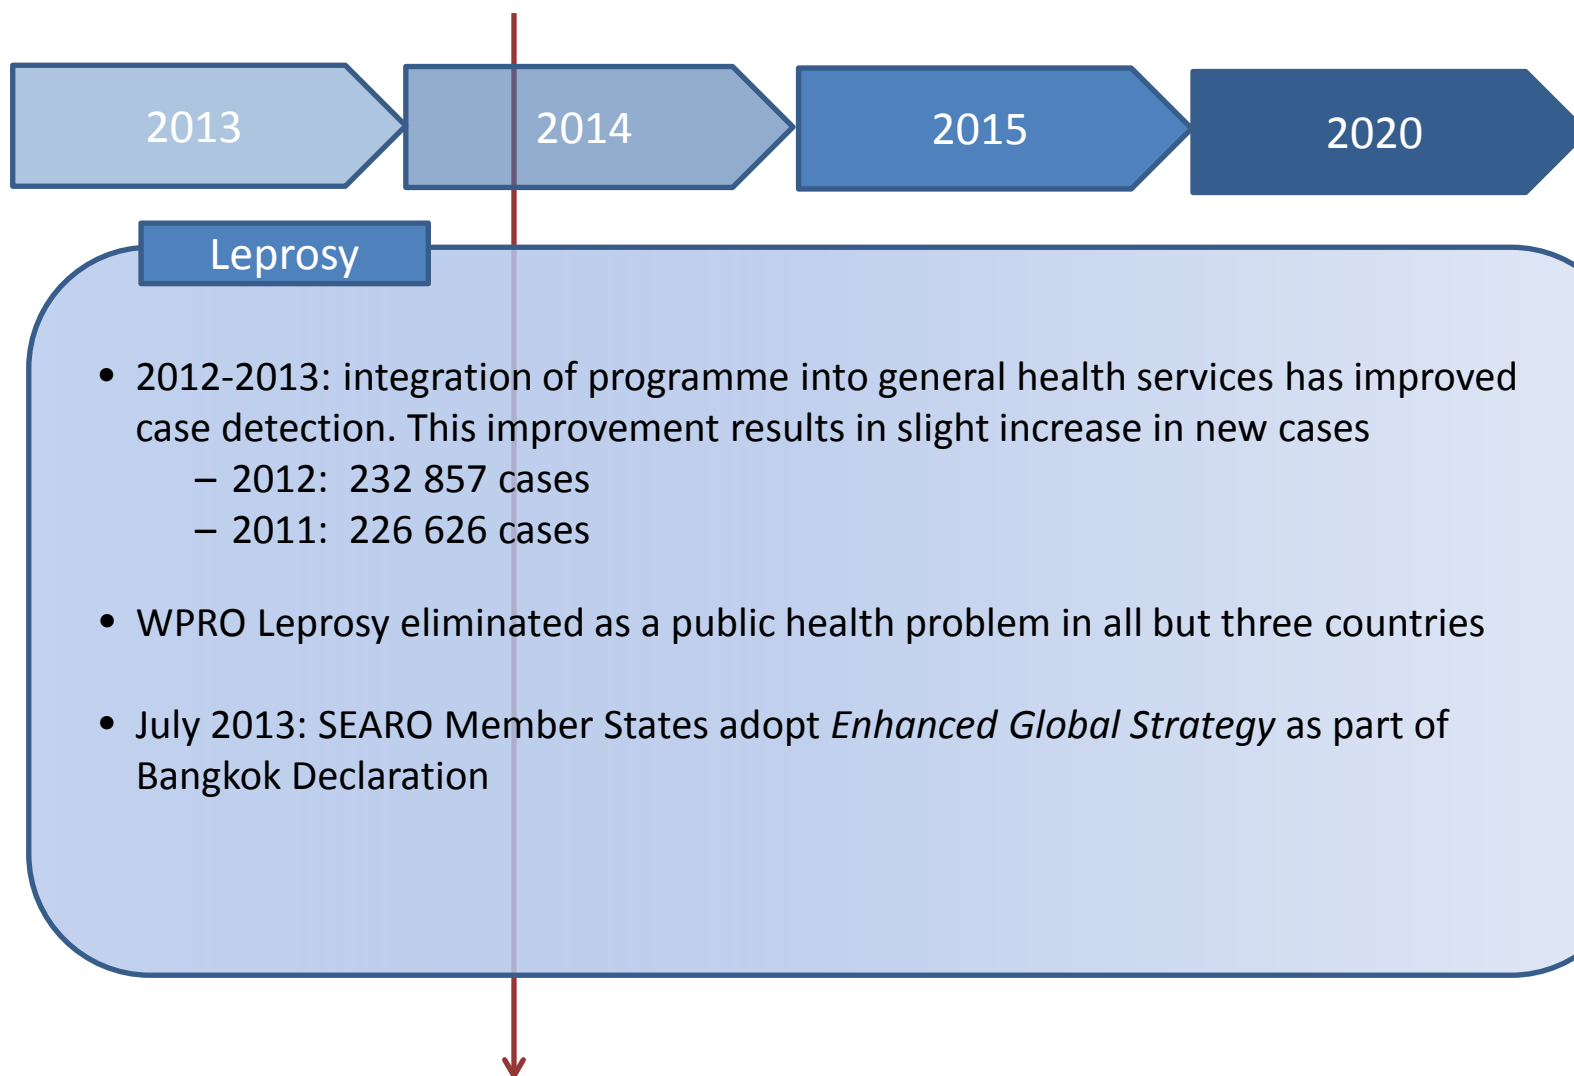 2013
2014
2015
2020
Leprosy
• 2012-2013: integration of programme into general health services has improved
case detection. This improvement results in slight increase in new cases
– 2012: 232 857 cases
– 2011: 226 626 cases
• WPRO Leprosy eliminated as a public health problem in all but three countries
• July 2013: SEARO Member States adopt Enhanced Global Strategy as part of
Bangkok Declaration